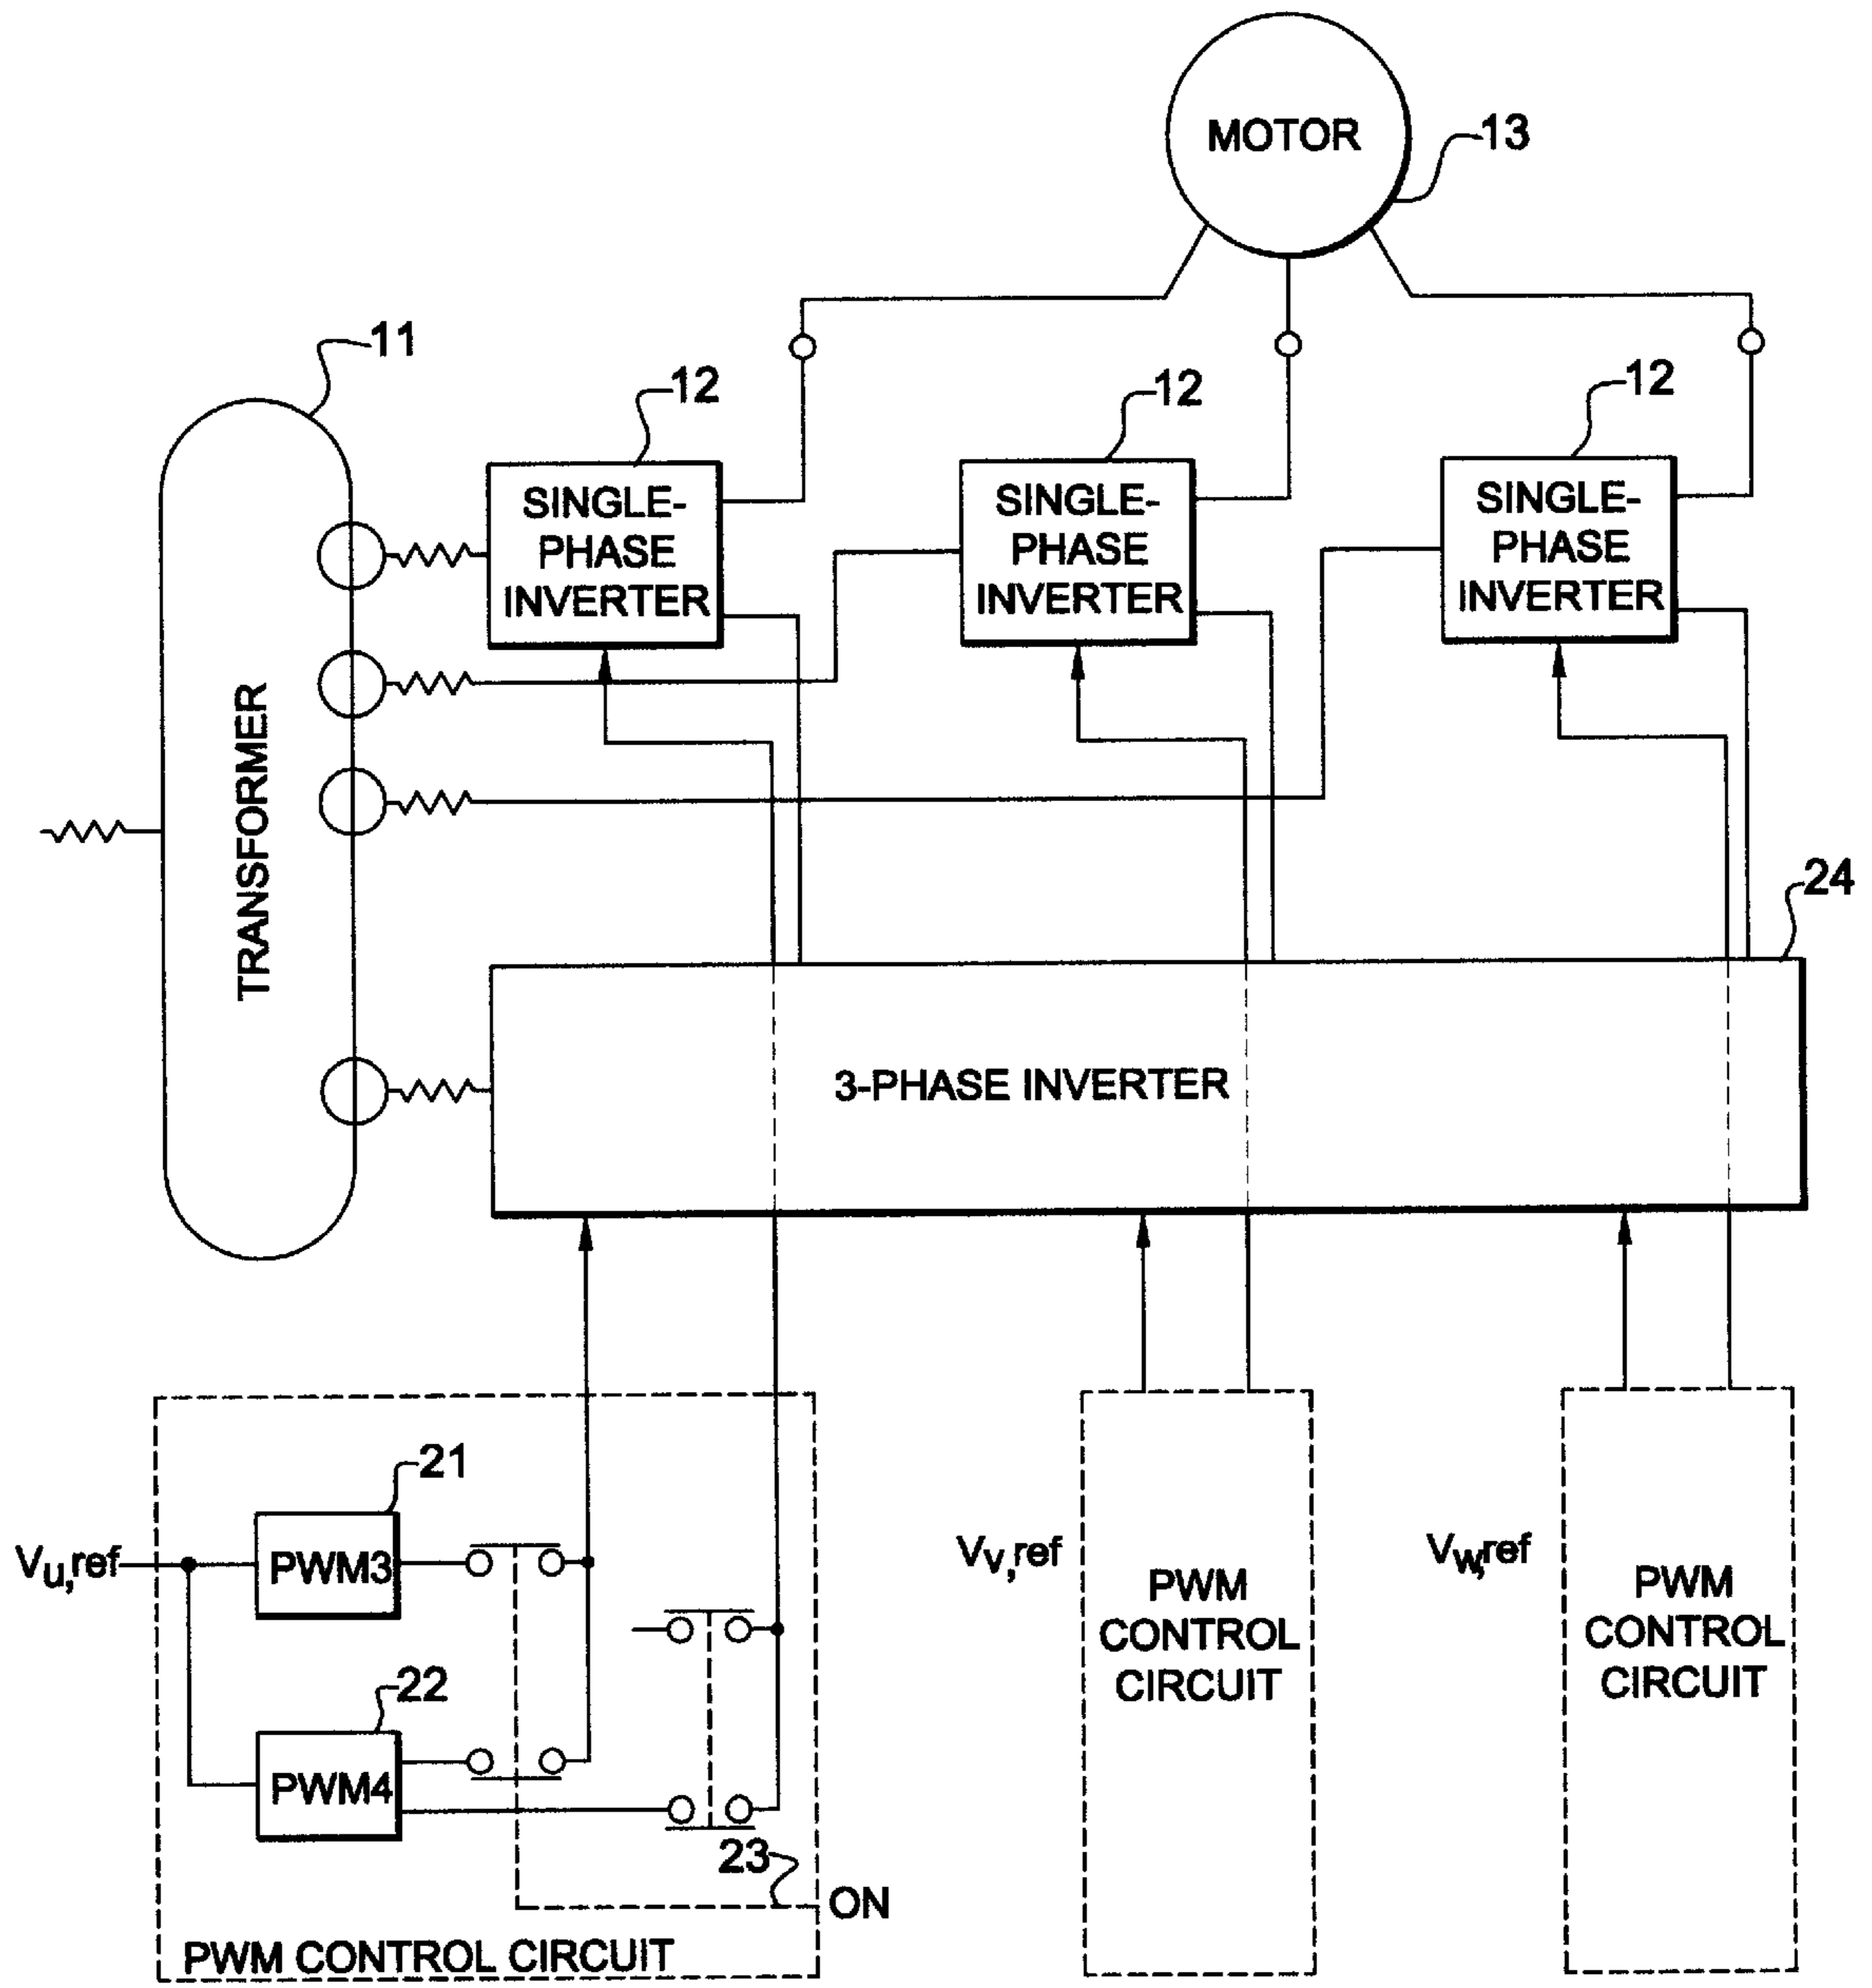 MOTOR
13
11
12
12
12
SINGLE-
PHASE
INVERTER
SINGLE-
PHASE
INVERTER
SINGLE-
PHASE
INVERTER
TRANSFORMER
24
3-PHASE INVERTER
21
Vu,ref
PWM3
22
PWM4
23
ON
PWM CONTROL CIRCUIT
Vv,ref
PWM
CONTROL
CIRCUIT
Vw,ref
PWM
CONTROL
CIRCUIT